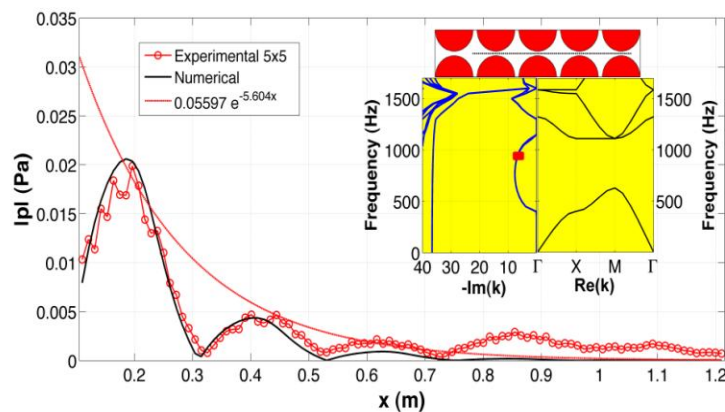 0.035
0.03
0.025
0.02
0.015
0.01
0.005
0
|p| (Pa)
Experimental 5x5
Numerical
0.05597 e^-5.604x
0.2 0.3 0.4 0.5 0.6 0.7 0.8 0.9 1 1.1 1.2
x (m)
Frequency (Hz)
1500
1000
500
0
40 30 20 10 Γ X M Γ
-Im(k) Re(k)
1500
1000
500
Frequency (Hz)